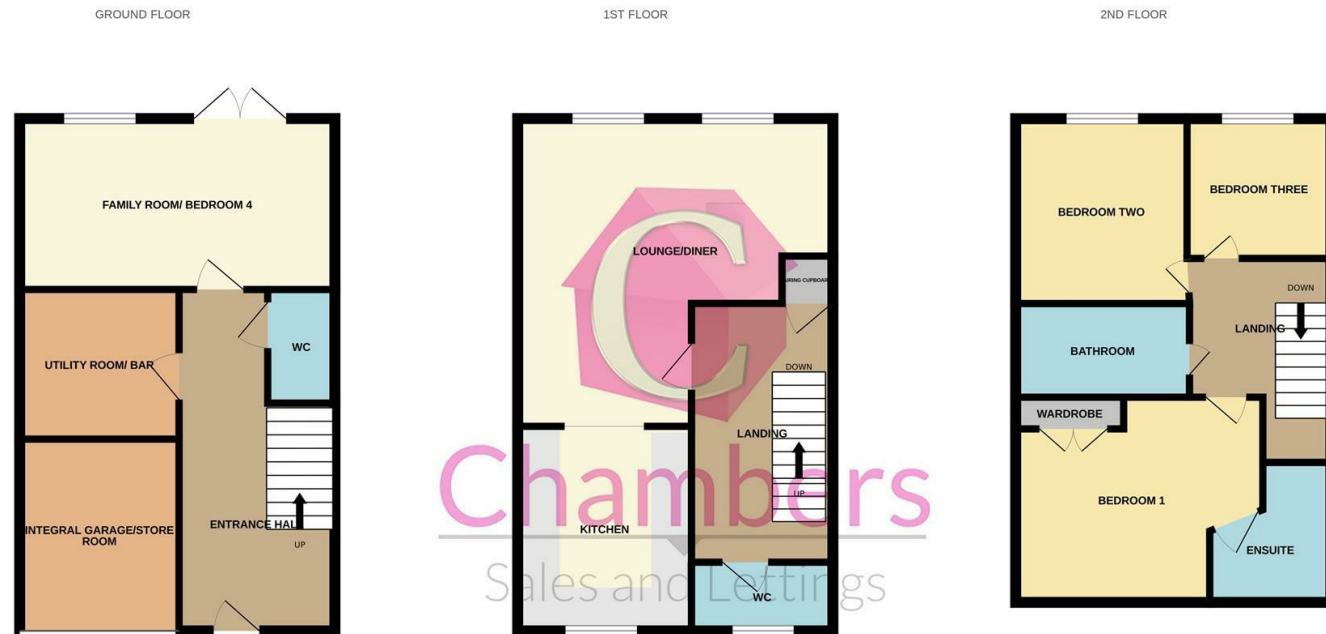 GROUND FLOOR
1ST FLOOR
2ND FLOOR
FAMILY ROOM/ BEDROOM 4
UTILITY ROOM/ BAR
WC
INTEGRAL GARAGE/STORE
ROOM
ENTRANCE HALL
UP
LOUNGE/DINER
URING CUPBOAR
DOWN
LANDING
UP
KITCHEN
WC
C
Chambers
Sales and Lettings
BEDROOM TWO
BEDROOM THREE
DOWN
LANDING
BATHROOM
WARDROBE
BEDROOM 1
ENSUITE